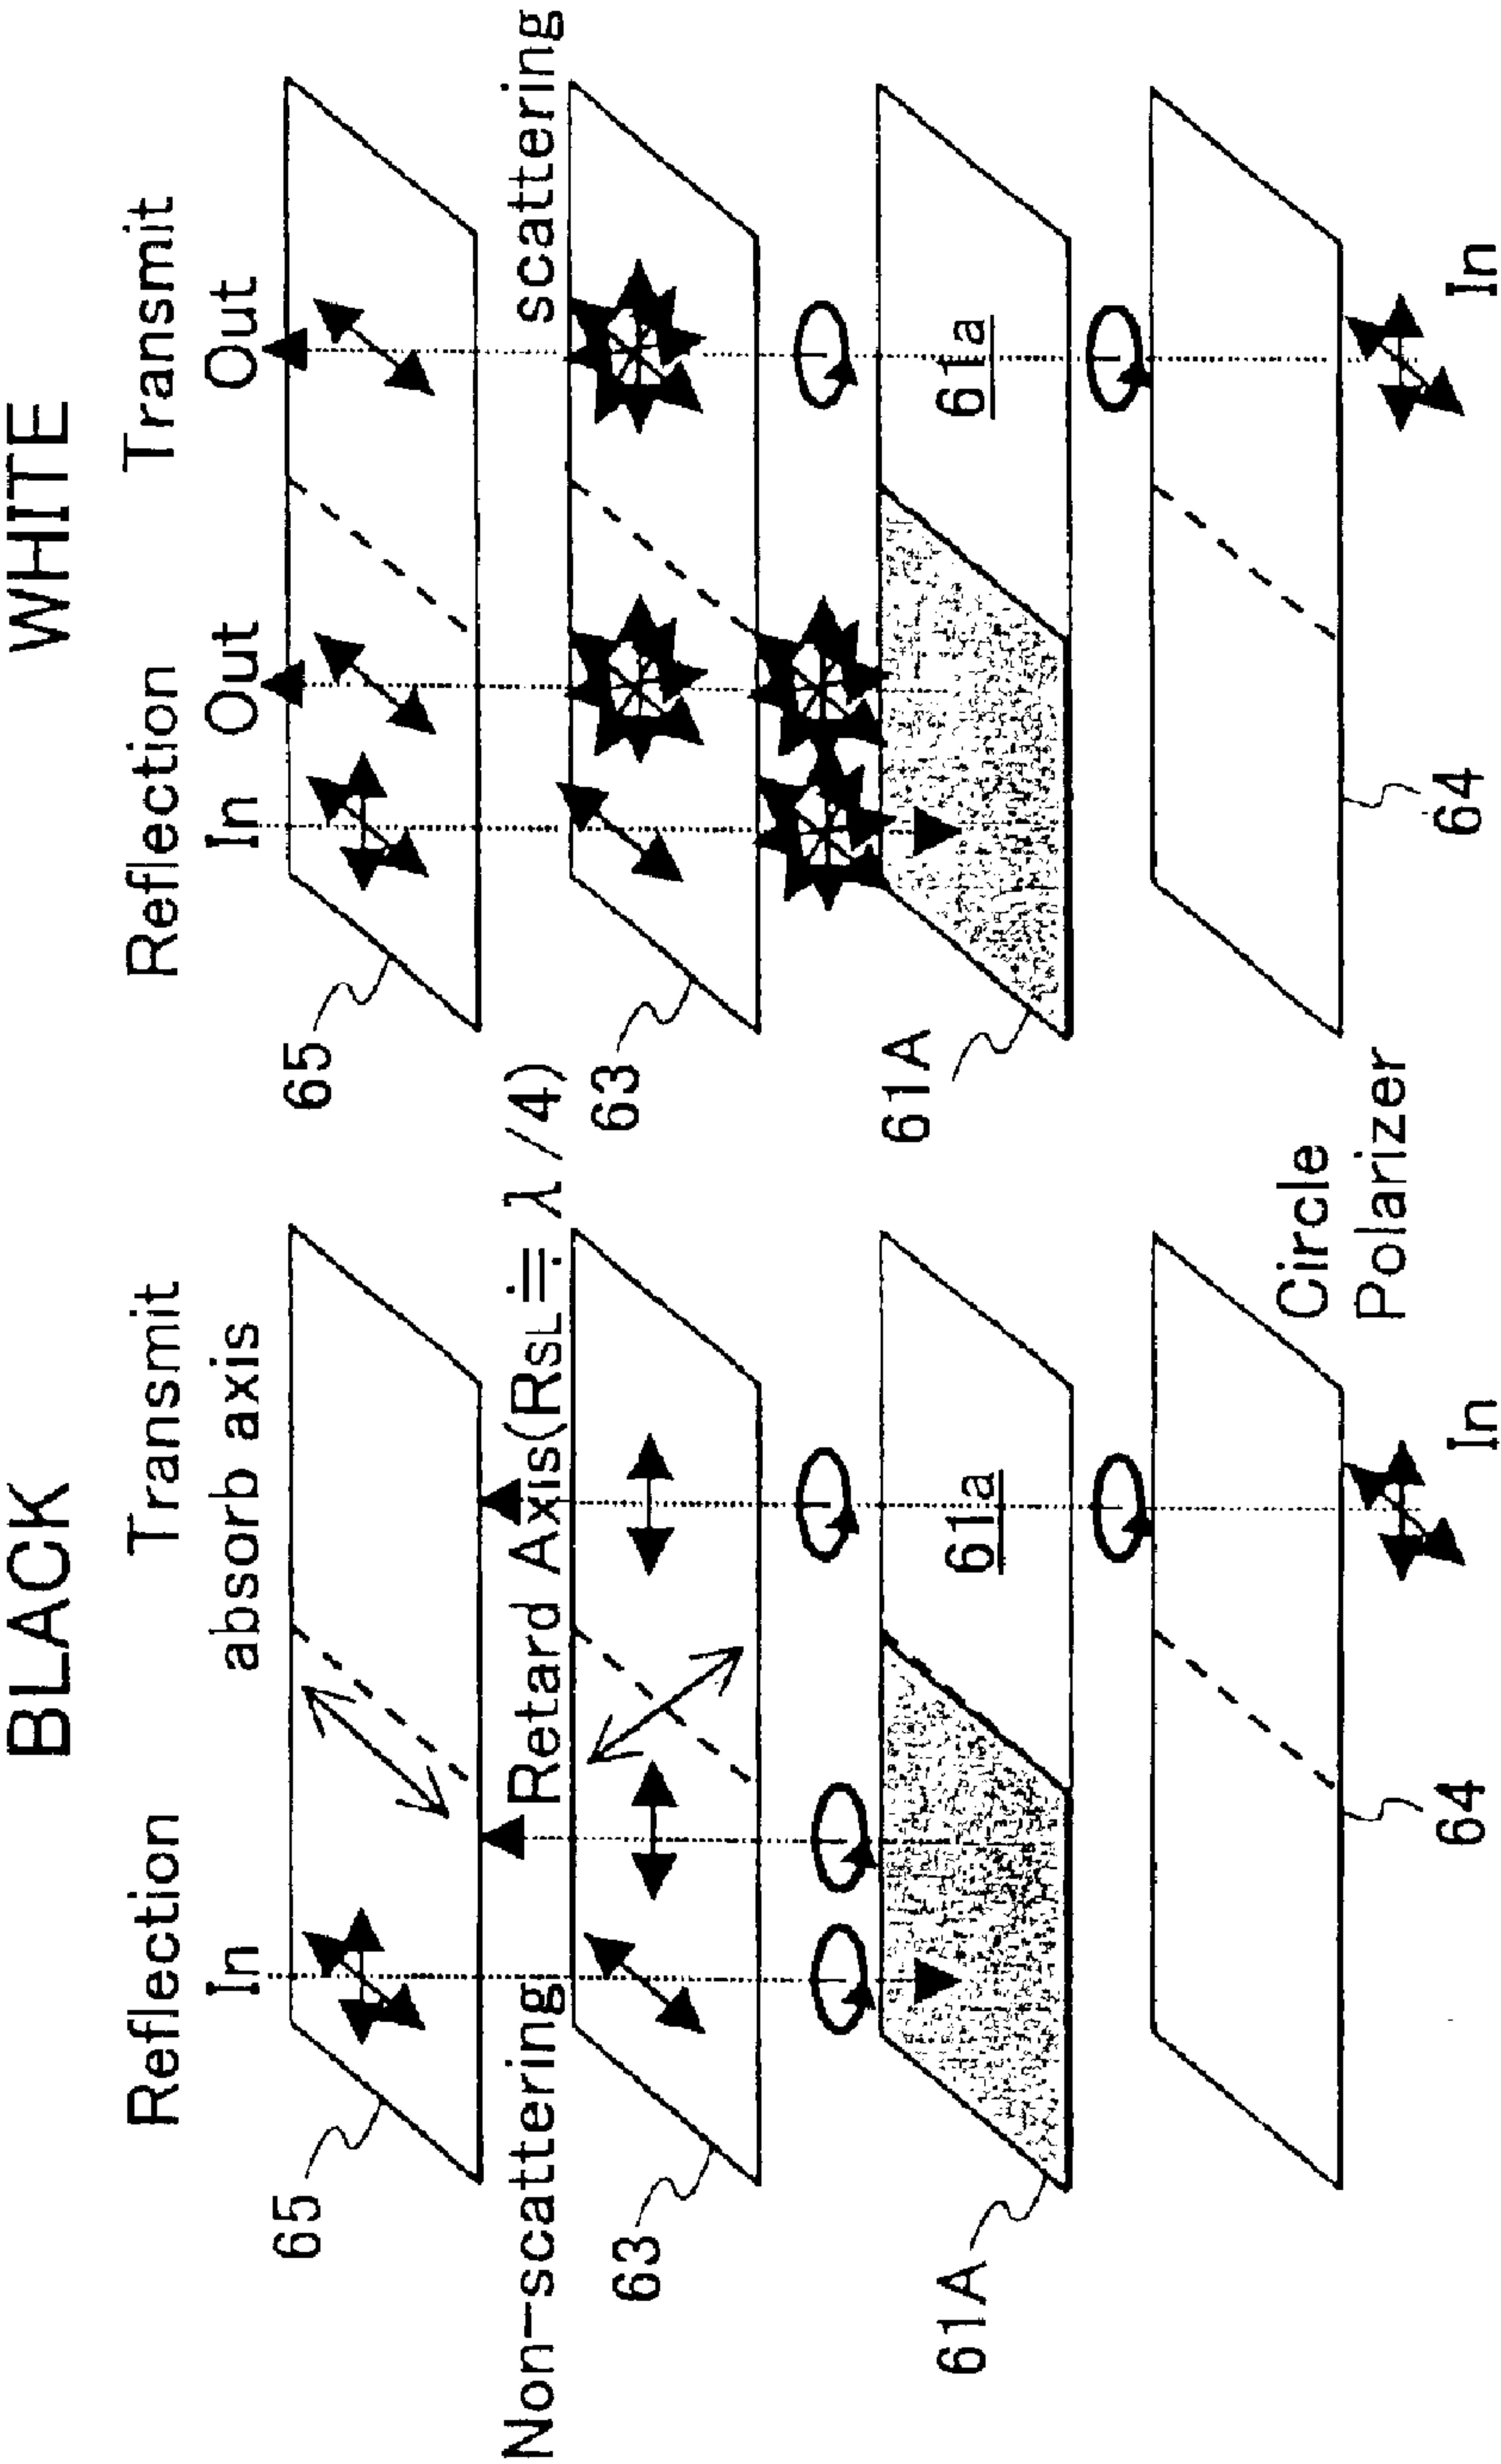 BLACK
Reflection
Transmit
In
absorb axis
65
Non-scattering
Retard Axis(RSL≒λ/4)
63
61A
61a
64
In
Circle
Polarizer
WHITE
Reflection
Transmit
In
Out
Out
65
scattering
63
61A
61a
64
In